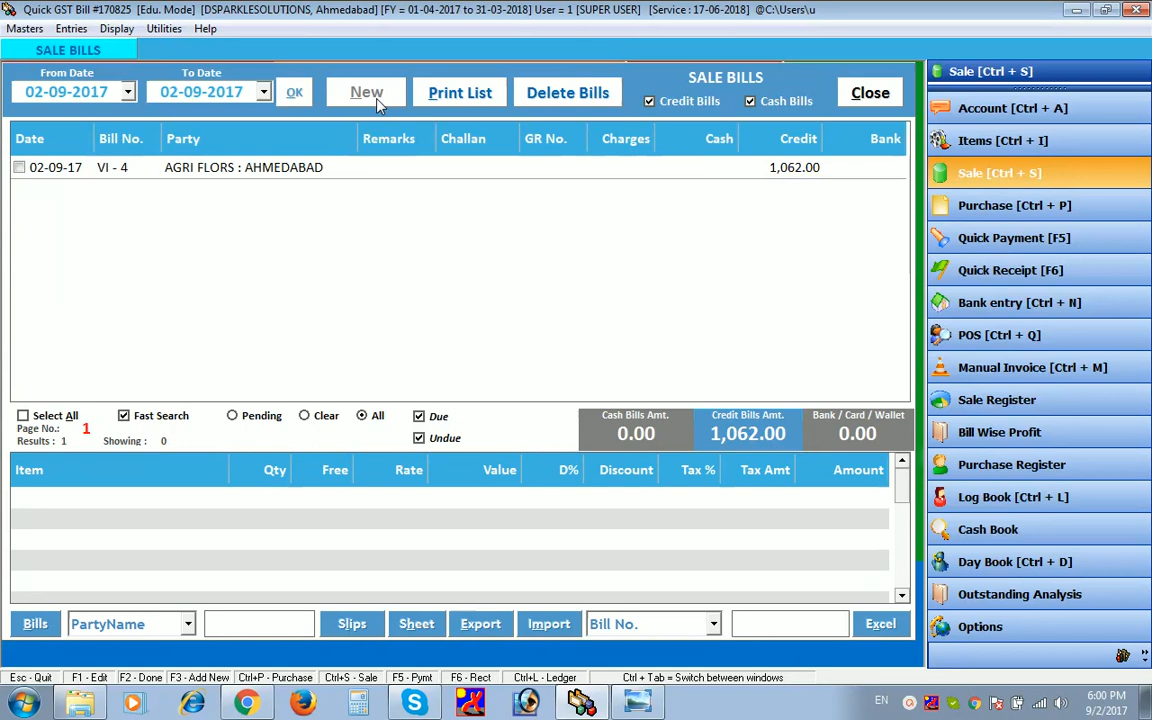 Quick GST Bill #170825 [Edu. Mode] [DSPARKLESOLUTIONS, Ahmedabad] [FY = 01-04-2017 to 31-03-2018] User = 1 [SUPER USER] [Service : 17-06-2018] @C:\Users\u
Masters Entries Display Utilities Help
SALE BILLS
From Date To Date
02-09-2017 02-09-2017 OK New Print List Delete Bills
SALE BILLS
Credit Bills Cash Bills
Close
Date Bill No. Party Remarks Challan GR No. Charges Cash Credit Bank
02-09-17 VI - 4 AGRI FLORS : AHMEDABAD 1,062.00
Select All Fast Search Pending Clear All Due
Page No.: 1
Results : 1 Showing : 0
Undue
Cash Bills Amt. Credit Bills Amt. Bank / Card / Wallet
0.00 1,062.00 0.00
Item Qty Free Rate Value D% Discount Tax % Tax Amt Amount
Bills PartyName Slips Sheet Export Import Bill No. Excel
Sale [Ctrl + S]
Account [Ctrl + A]
Items [Ctrl + I]
Sale [Ctrl + S]
Purchase [Ctrl + P]
Quick Payment [F5]
Quick Receipt [F6]
Bank entry [Ctrl + N]
POS [Ctrl + Q]
Manual Invoice [Ctrl + M]
Sale Register
Bill Wise Profit
Purchase Register
Log Book [Ctrl + L]
Cash Book
Day Book [Ctrl + D]
Outstanding Analysis
Options
Esc - Quit F1 - Edit F2 - Done F3 - Add New Ctrl+P - Purchase Ctrl+S - Sale F5 - Pymt F6 - Rect Ctrl+L - Ledger Ctrl + Tab = Switch between windows
EN
6:00 PM
9/2/2017